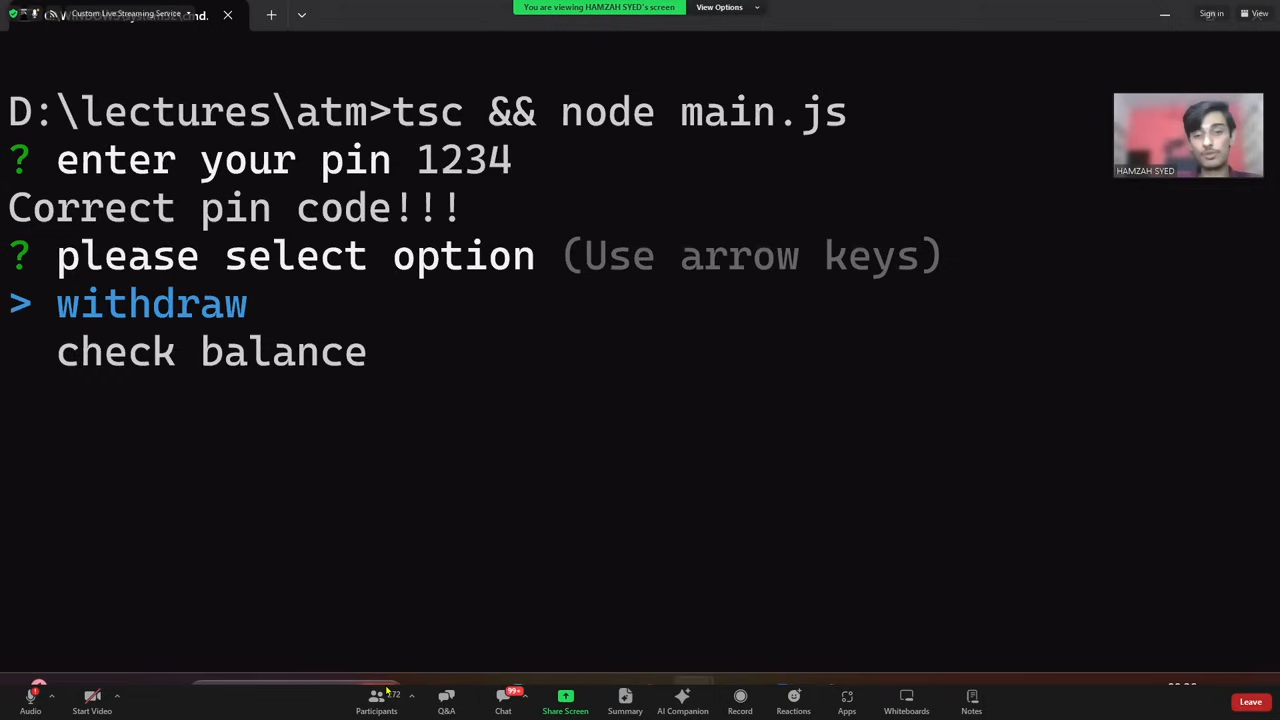 Custom Live Streaming Service
You are viewing HAMZAH SYED's screen
View Options
Sign in
View
D:\lectures\atm>tsc && node main.js
? enter your pin 1234
Correct pin code!!!
? please select option (Use arrow keys)
> withdraw
check balance
HAMZAH SYED
99+
Audio
Start Video
Participants
Q&A
Chat
Share Screen
Summary
AI Companion
Record
Reactions
Apps
Whiteboards
Notes
Leave